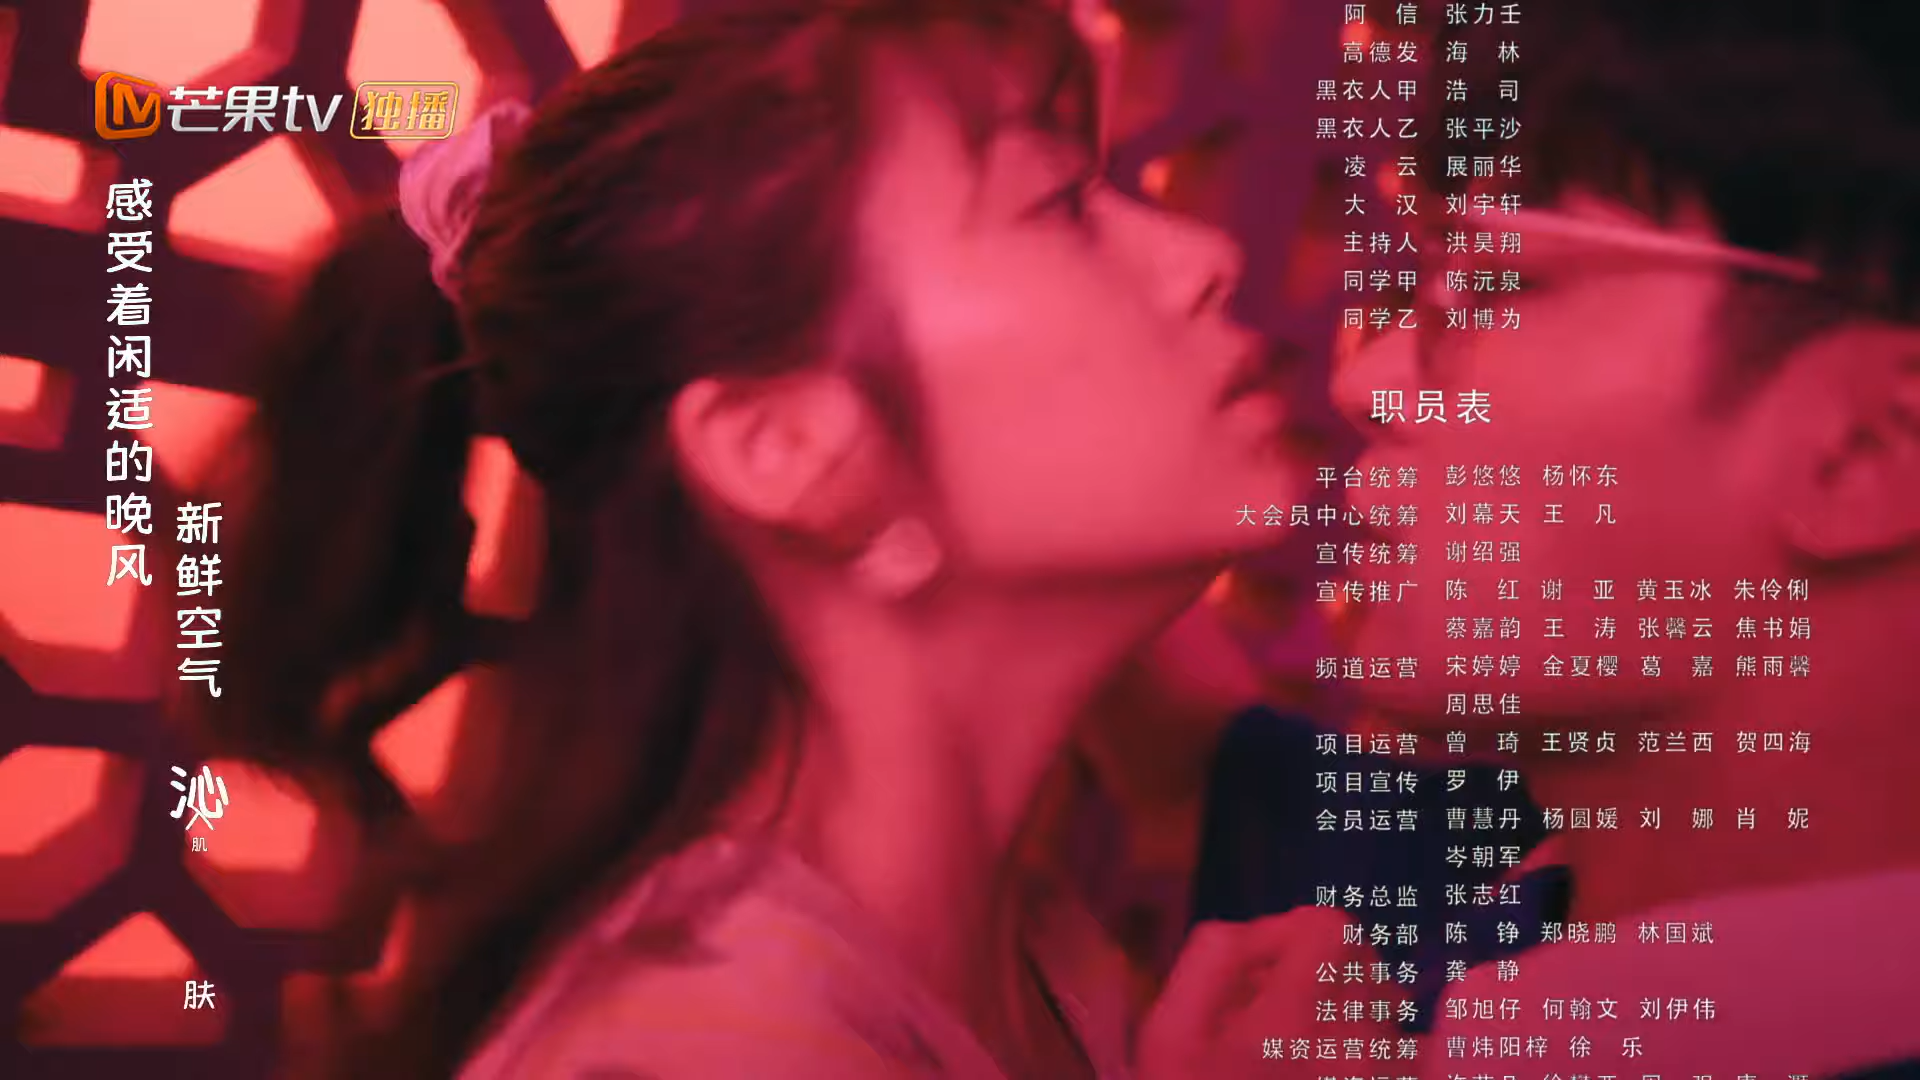 芒果tv 独播
感受着闲适的晚风
新鲜空气
沁人肌肤
阿 信 张力壬
高德发 海 林
黑衣人甲 浩 司
黑衣人乙 张平沙
凌 云 展丽华
大 汉 刘宇轩
主持人 洪昊翔
同学甲 陈沅泉
同学乙 刘博为
职员表
平台统筹 彭悠悠 杨怀东
大会员中心统筹 刘幕天 王 凡
宣传统筹 谢绍强
宣传推广 陈 红 谢 亚 黄玉冰 朱伶俐
蔡嘉韵 王 涛 张馨云 焦书娟
频道运营 宋婷婷 金夏樱 葛 嘉 熊雨馨
周思佳
项目运营 曾 琦 王贤贞 范兰西 贺四海
项目宣传 罗 伊
会员运营 曹慧丹 杨圆媛 刘 娜 肖 妮
岑朝军
财务总监 张志红
财务部 陈 铮 郑晓鹏 林国斌
公共事务 龚 静
法律事务 邹旭仔 何翰文 刘伊伟
媒资运营统筹 曹炜阳梓 徐 乐